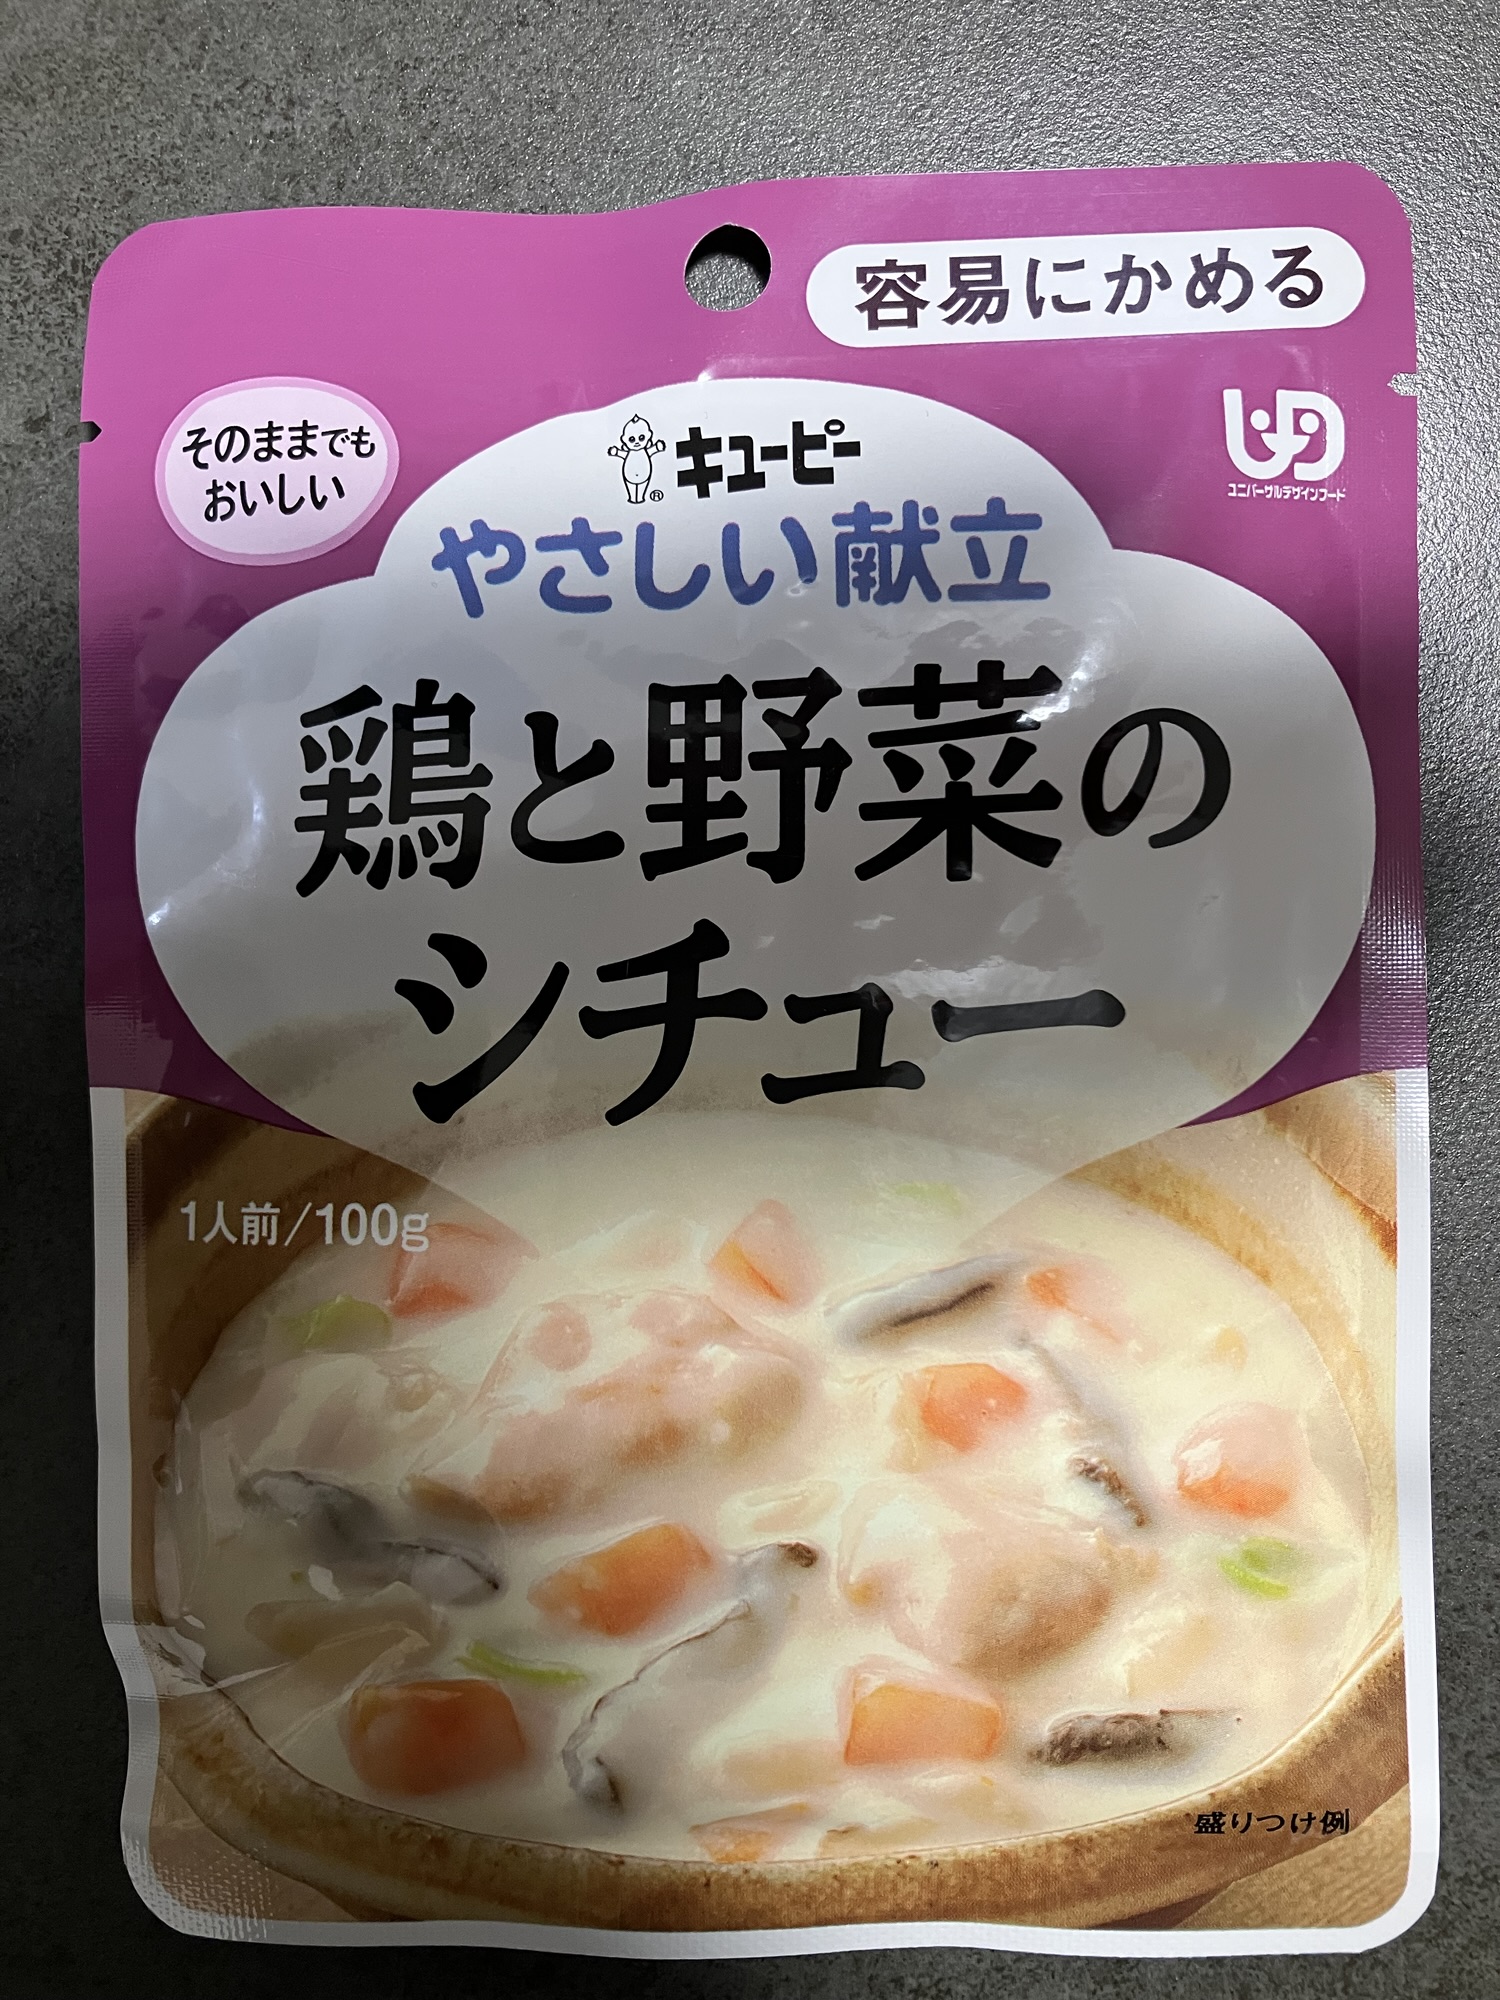 容易にかめる
そのままでも
おいしい
キユーピー
®
やさしい献立
ユニバーサルデザインフード
鶏と野菜の
シチュー
1人前/100g
盛りつけ例